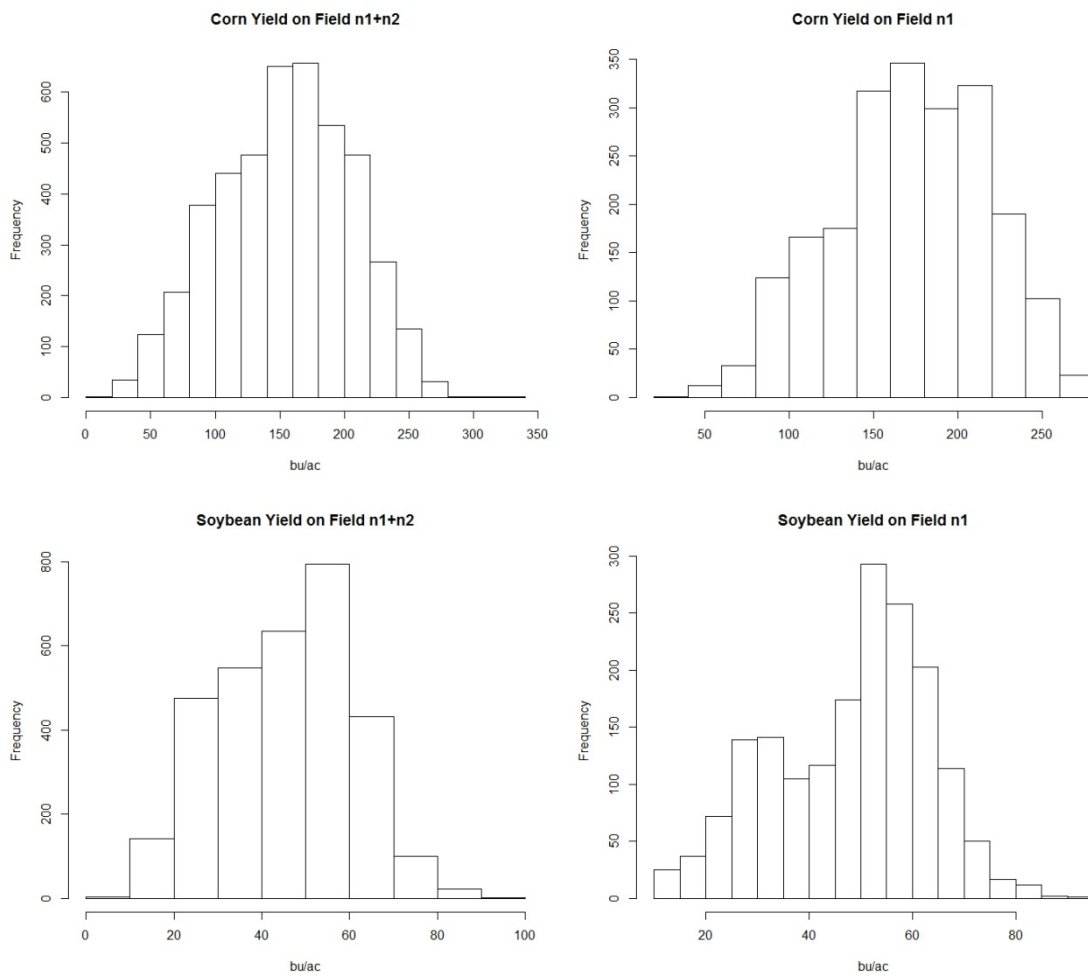 Corn Yield on Field n1+n2
Frequency
0 100 200 300 400 500 600
0 50 100 150 200 250 300 350
bu/ac
Corn Yield on Field n1
Frequency
0 50 100 150 200 250 300 350
50 100 150 200 250
bu/ac
Soybean Yield on Field n1+n2
Frequency
0 200 400 600 800
0 20 40 60 80 100
bu/ac
Soybean Yield on Field n1
Frequency
0 50 100 150 200 250 300
20 40 60 80
bu/ac